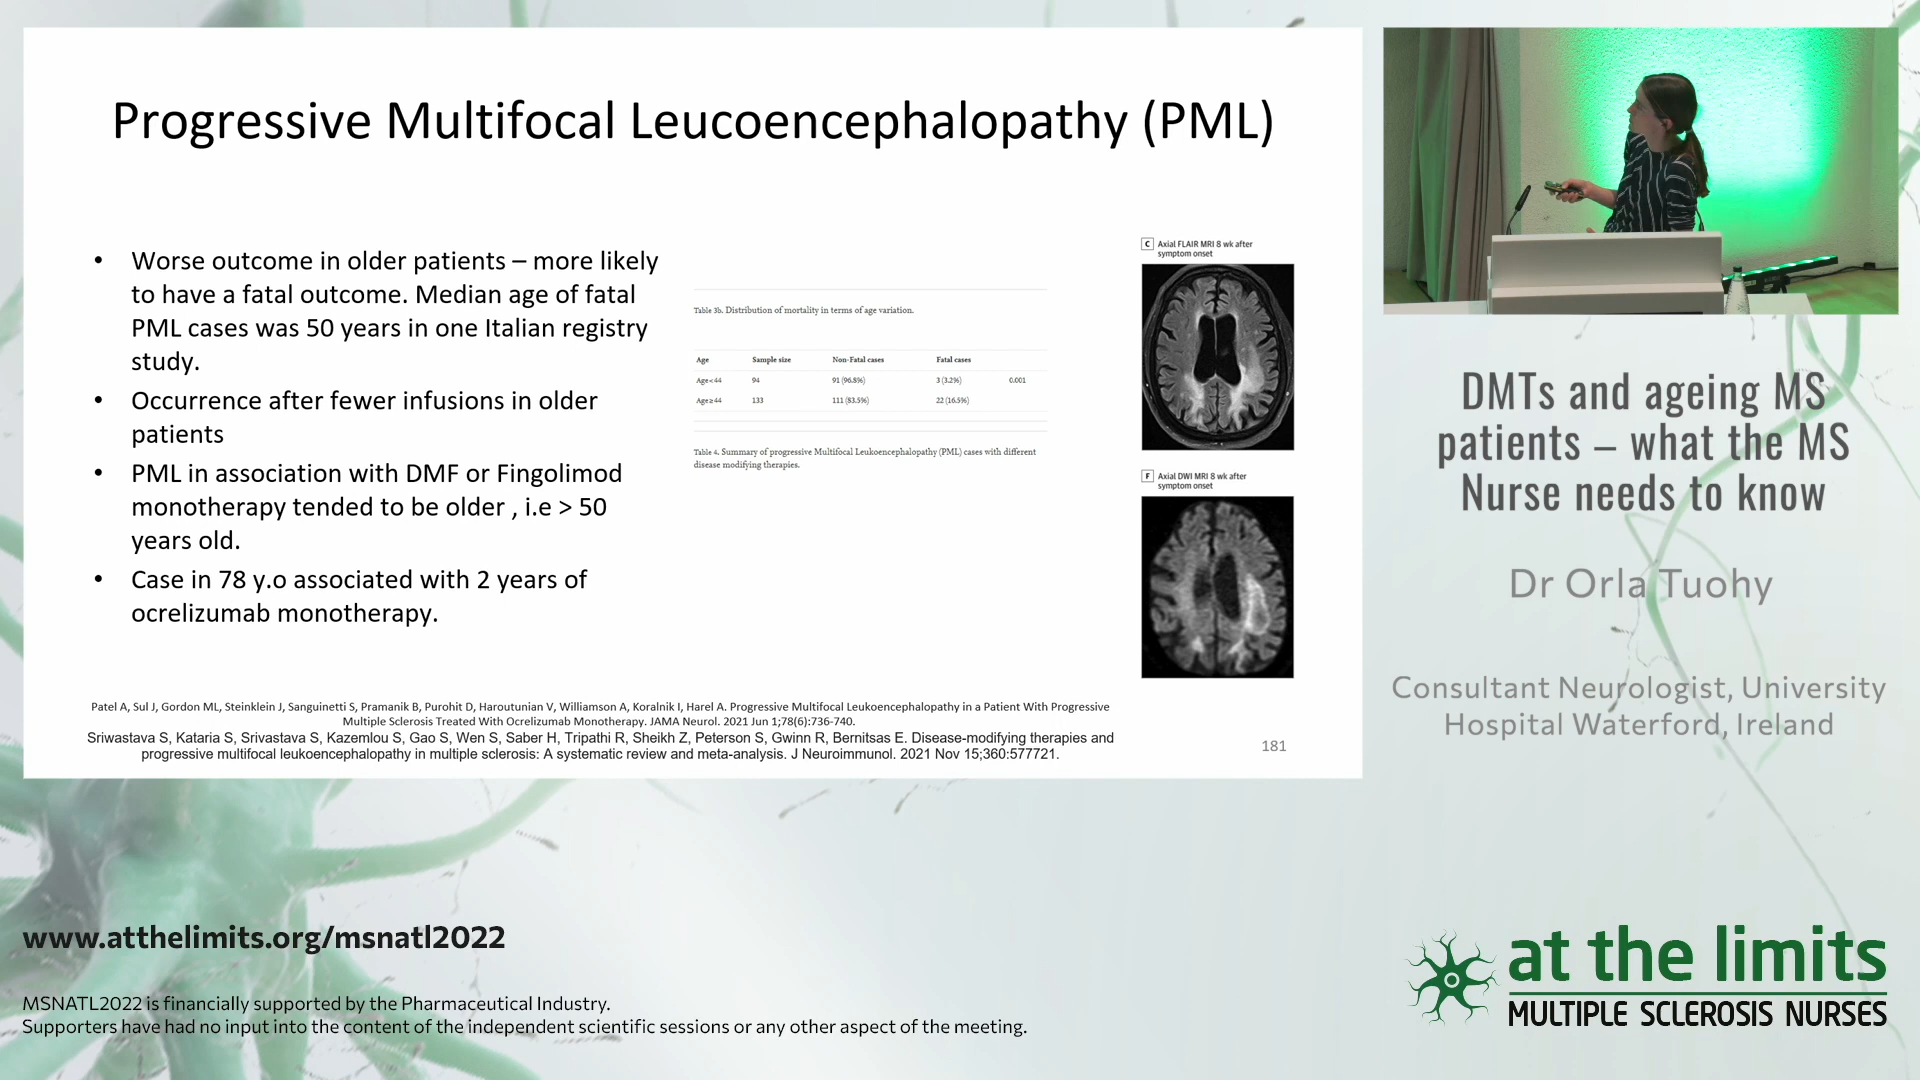 Progressive Multifocal Leucoencephalopathy (PML)
• Worse outcome in older patients – more likely
to have a fatal outcome. Median age of fatal
PML cases was 50 years in one Italian registry
study.
• Occurrence after fewer infusions in older
patients
• PML in association with DMF or Fingolimod
monotherapy tended to be older , i.e > 50
years old.
• Case in 78 y.o associated with 2 years of
ocrelizumab monotherapy.
Table 3b. Distribution of mortality in terms of age variation.
Age Sample size Non-Fatal cases Fatal cases
Age<44 94 91 (96.8%) 3 (3.2%) 0.001
Age≥44 133 111 (83.5%) 22 (16.5%)
Table 4. Summary of progressive Multifocal Leukoencephalopathy (PML) cases with different
disease modifying therapies.
C Axial FLAIR MRI 8 wk after
symptom onset
F Axial DWI MRI 8 wk after
symptom onset
Patel A, Sul J, Gordon ML, Steinklein J, Sanguinetti S, Pramanik B, Purohit D, Haroutunian V, Williamson A, Koralnik I, Harel A. Progressive Multifocal Leukoencephalopathy in a Patient With Progressive
Multiple Sclerosis Treated With Ocrelizumab Monotherapy. JAMA Neurol. 2021 Jun 1;78(6):736-740.
Sriwastava S, Kataria S, Srivastava S, Kazemlou S, Gao S, Wen S, Saber H, Tripathi R, Sheikh Z, Peterson S, Gwinn R, Bernitsas E. Disease-modifying therapies and
progressive multifocal leukoencephalopathy in multiple sclerosis: A systematic review and meta-analysis. J Neuroimmunol. 2021 Nov 15;360:577721.
181
DMTs and ageing MS
patients – what the MS
Nurse needs to know
Dr Orla Tuohy
Consultant Neurologist, University
Hospital Waterford, Ireland
www.atthelimits.org/msnatl2022
MSNATL2022 is financially supported by the Pharmaceutical Industry.
Supporters have had no input into the content of the independent scientific sessions or any other aspect of the meeting.
at the limits
MULTIPLE SCLEROSIS NURSES